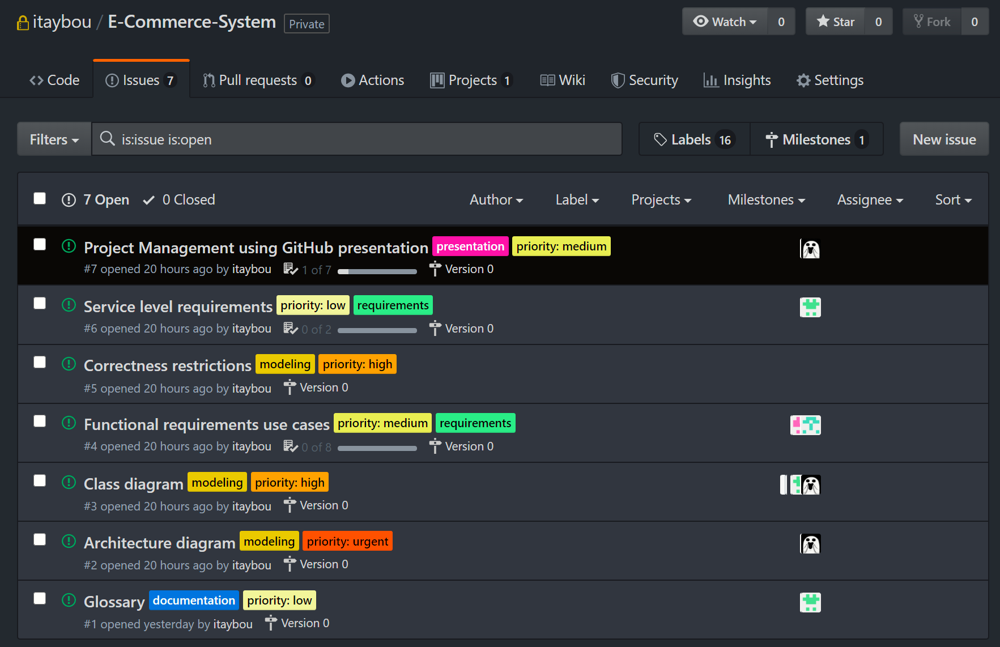 itaybou / E-Commerce-System Private Watch 0 Star 0 Fork 0
Code Issues 7 Pull requests 0 Actions Projects 1 Wiki Security Insights Settings
Filters is:issue is:open Labels 16 Milestones 1 New issue
7 Open 0 Closed Author Label Projects Milestones Assignee Sort
Project Management using GitHub presentation presentation priority: medium
#7 opened 20 hours ago by itaybou 1 of 7 Version 0
Service level requirements priority: low requirements
#6 opened 20 hours ago by itaybou 0 of 2 Version 0
Correctness restrictions modeling priority: high
#5 opened 20 hours ago by itaybou Version 0
Functional requirements use cases priority: medium requirements
#4 opened 20 hours ago by itaybou 0 of 8 Version 0
Class diagram modeling priority: high
#3 opened 20 hours ago by itaybou Version 0
Architecture diagram modeling priority: urgent
#2 opened 20 hours ago by itaybou Version 0
Glossary documentation priority: low
#1 opened yesterday by itaybou Version 0